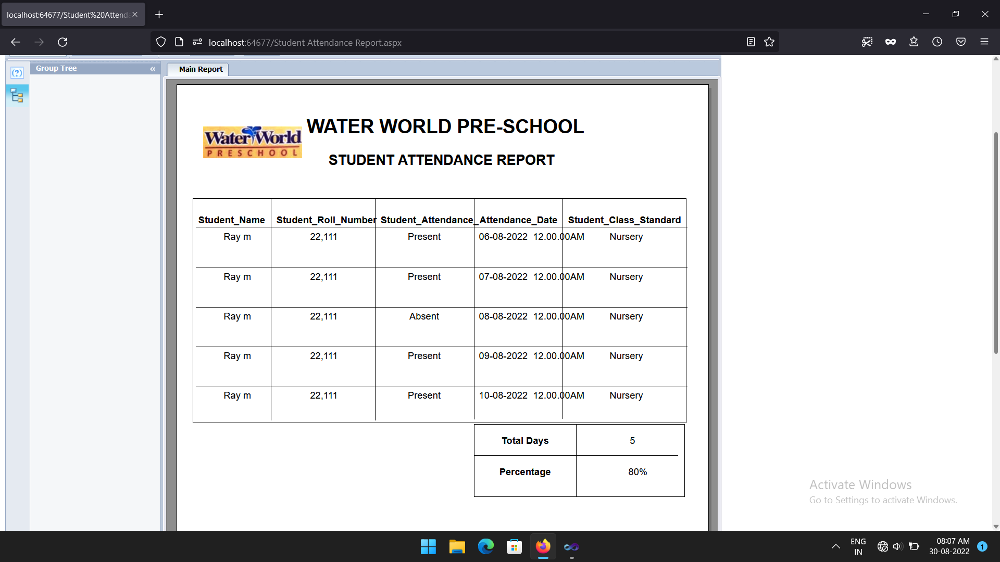 localhost:64677/Student%20Attenda
localhost:64677/Student Attendance Report.aspx
Group Tree
Main Report
Water World
PRESCHOOL
WATER WORLD PRE-SCHOOL
STUDENT ATTENDANCE REPORT
Student_Name Student_Roll_Number Student_Attendance_ Attendance_Date Student_Class_Standard
Ray m 22,111 Present 06-08-2022 12.00.00AM Nursery
Ray m 22,111 Present 07-08-2022 12.00.00AM Nursery
Ray m 22,111 Absent 08-08-2022 12.00.00AM Nursery
Ray m 22,111 Present 09-08-2022 12.00.00AM Nursery
Ray m 22,111 Present 10-08-2022 12.00.00AM Nursery
Total Days 5
Percentage 80%
Activate Windows
Go to Settings to activate Windows.
ENG
IN
08:07 AM
30-08-2022
1